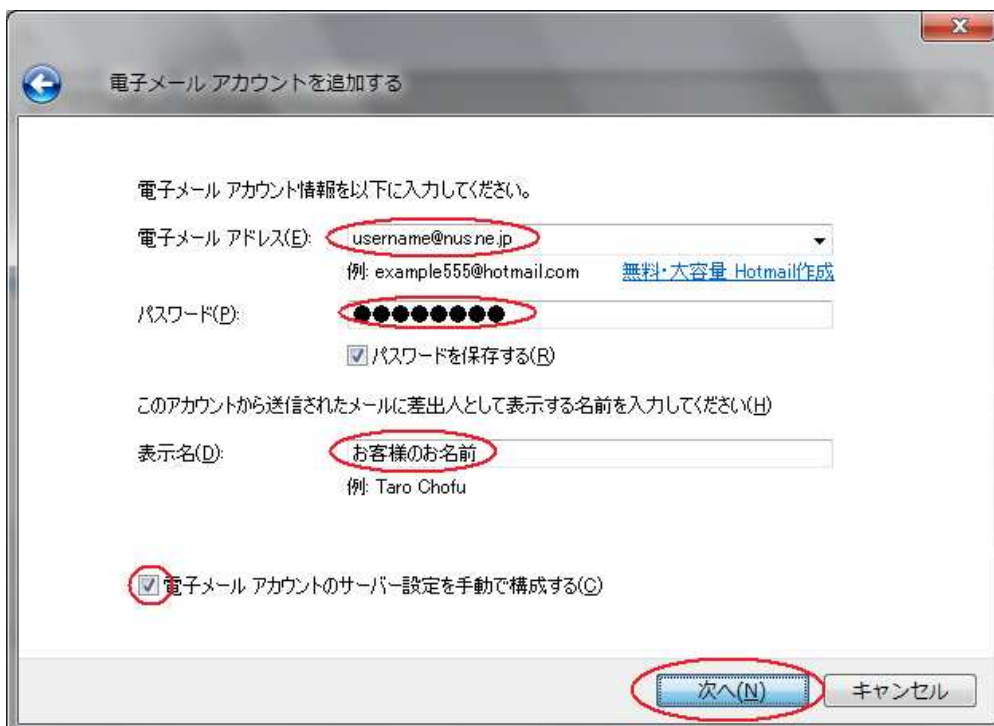 電子メール アカウントを追加する
電子メール アカウント情報を以下に入力してください。
電子メール アドレス(E): username@nus.ne.jp
例: example555@hotmail.com 無料・大容量 Hotmail作成
パスワード(P): ●●●●●●●●
パスワードを保存する(R)
このアカウントから送信されたメールに差出人として表示する名前を入力してください(H)
表示名(D): お客様のお名前
例: Taro Chofu
電子メール アカウントのサーバー設定を手動で構成する(C)
次へ(N) キャンセル